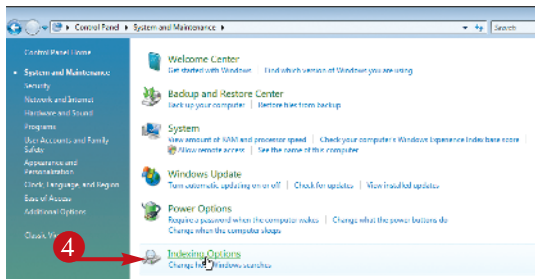 Control Panel ▸ System and Maintenance ▸
Search
Control Panel Home
• System and Maintenance
Security
Network and Internet
Hardware and Sound
Programs
User Accounts and Family
Safety
Appearance and
Personalization
Clock, Language, and Region
Ease of Access
Additional Options
Classic
Welcome Center
Get started with Windows | Find which version of Windows you are using
Backup and Restore Center
Back up your computer | Restore files from backup
System
View amount of RAM and processor speed | Check your computer's Windows Experience Index base score
Allow remote access | See the name of this computer
Windows Update
Turn automatic updating on or off | Check for updates | View installed updates
Power Options
Require a password when the computer wakes | Change what the power buttons do
Change when the computer sleeps
4
Indexing Options
Change how Windows searches